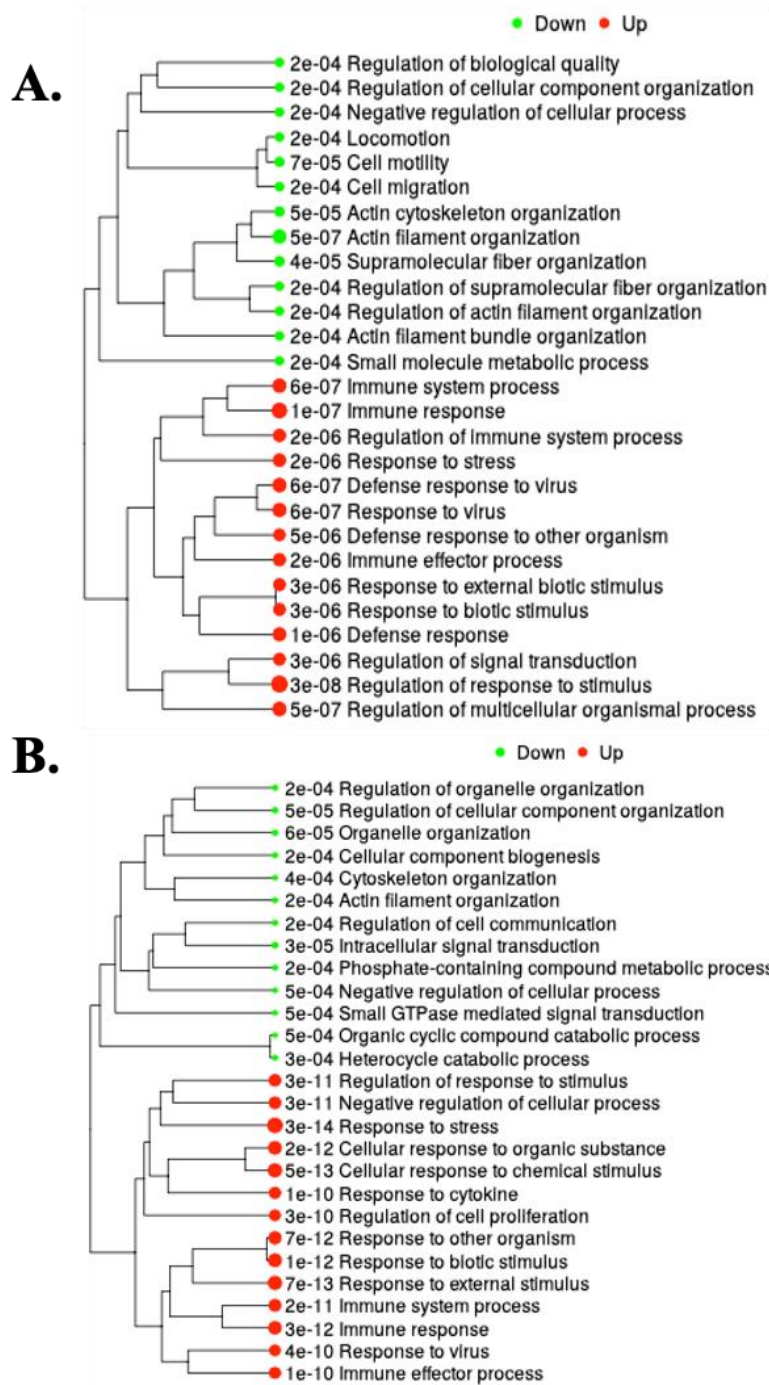 Down Up
A.
2e-04 Regulation of biological quality
2e-04 Regulation of cellular component organization
2e-04 Negative regulation of cellular process
2e-04 Locomotion
7e-05 Cell motility
2e-04 Cell migration
5e-05 Actin cytoskeleton organization
5e-07 Actin filament organization
4e-05 Supramolecular fiber organization
2e-04 Regulation of supramolecular fiber organization
2e-04 Regulation of actin filament organization
2e-04 Actin filament bundle organization
2e-04 Small molecule metabolic process
6e-07 Immune system process
1e-07 Immune response
2e-06 Regulation of immune system process
2e-06 Response to stress
6e-07 Defense response to virus
6e-07 Response to virus
5e-06 Defense response to other organism
2e-06 Immune effector process
3e-06 Response to external biotic stimulus
3e-06 Response to biotic stimulus
1e-06 Defense response
3e-06 Regulation of signal transduction
3e-08 Regulation of response to stimulus
5e-07 Regulation of multicellular organismal process
B.
Down Up
2e-04 Regulation of organelle organization
5e-05 Regulation of cellular component organization
6e-05 Organelle organization
2e-04 Cellular component biogenesis
4e-04 Cytoskeleton organization
2e-04 Actin filament organization
2e-04 Regulation of cell communication
3e-05 Intracellular signal transduction
2e-04 Phosphate-containing compound metabolic process
5e-04 Negative regulation of cellular process
5e-04 Small GTPase mediated signal transduction
5e-04 Organic cyclic compound catabolic process
3e-04 Heterocycle catabolic process
3e-11 Regulation of response to stimulus
3e-11 Negative regulation of cellular process
3e-14 Response to stress
2e-12 Cellular response to organic substance
5e-13 Cellular response to chemical stimulus
1e-10 Response to cytokine
3e-10 Regulation of cell proliferation
7e-12 Response to other organism
1e-12 Response to biotic stimulus
7e-13 Response to external stimulus
2e-11 Immune system process
3e-12 Immune response
4e-10 Response to virus
1e-10 Immune effector process